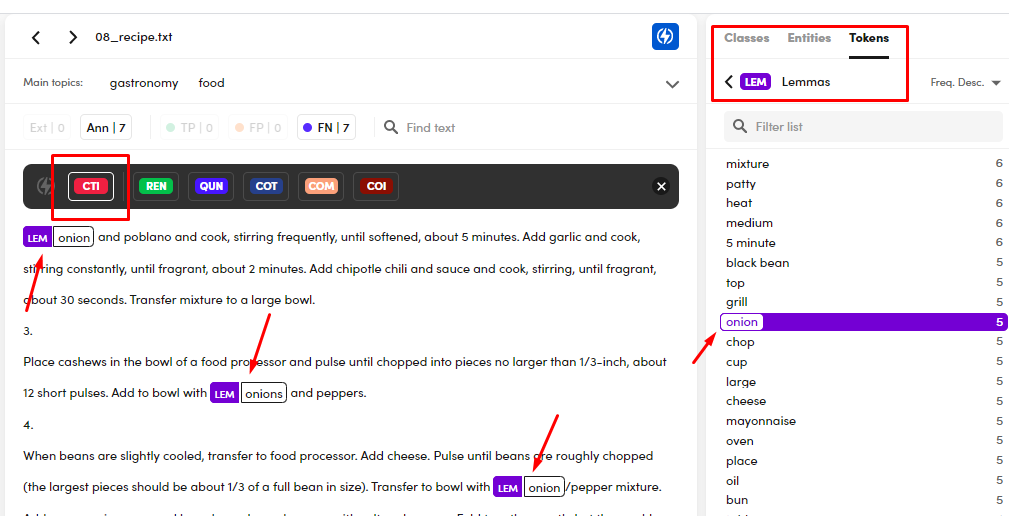 08_recipe.txt
Main topics: gastronomy food
Ext | 0 Ann | 7 TP | 0 FP | 0 FN | 7 Find text
CTI REN QUN COT COM COI
LEM onion and poblano and cook, stirring frequently, until softened, about 5 minutes. Add garlic and cook,
stirring constantly, until fragrant, about 2 minutes. Add chipotle chili and sauce and cook, stirring, until fragrant,
about 30 seconds. Transfer mixture to a large bowl.
3.
Place cashews in the bowl of a food processor and pulse until chopped into pieces no larger than 1/3-inch, about
12 short pulses. Add to bowl with LEM onions and peppers.
4.
When beans are slightly cooled, transfer to food processor. Add cheese. Pulse until beans are roughly chopped
(the largest pieces should be about 1/3 of a full bean in size). Transfer to bowl with LEM onion/pepper mixture.
Classes Entities Tokens
LEM Lemmas Freq. Desc.
Filter list
mixture 6
patty 6
heat 6
medium 6
5 minute 6
black bean 5
top 5
grill 5
onion 5
chop 5
cup 5
large 5
cheese 5
mayonnaise 5
oven 5
place 5
oil 5
bun 5